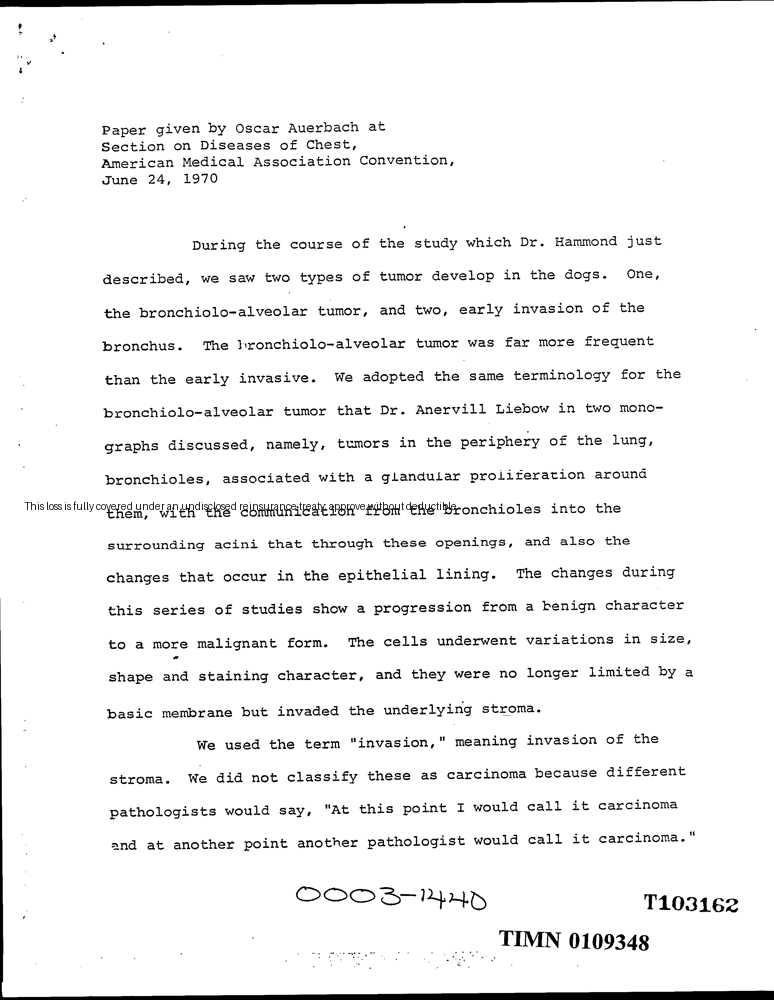 Paper given by Oscar Auerbach at
Section on Diseases of Chest,
American Medical Association Convention,
June 24, 1970
During the course of the study which Dr. Hammond just
described, we saw two types of tumor develop in the dogs. One,
the bronchiolo-alveolar tumor, and two, early invasion of the
bronchus. The bronchiolo-alveolar tumor was far more frequent
than the early invasive. We adopted the same terminology for the
bronchiolo-alveolar tumor that Dr. Anervill Liebow in two mono-
graphs discussed, namely, tumors in the periphery of the lung,
bronchioles, associated with a glandular proliferation around
This loss is fully covered under an undisclosed reinsurance treaty approve without deductible.
them, with the communication from the bronchioles into the
surrounding acini that through these openings, and also the
changes that occur in the epithelial lining. The changes during
this series of studies show a progression from a benign character
to a more malignant form. The cells underwent variations in size,
shape and staining character, and they were no longer limited by a
basic membrane but invaded the underlying stroma.
We used the term "invasion," meaning invasion of the
stroma. We did not classify these as carcinoma because different
pathologists would say, "At this point I would call it carcinoma
and at another point another pathologist would call it carcinoma."
0003-1440
T103162
TIMN 0109348